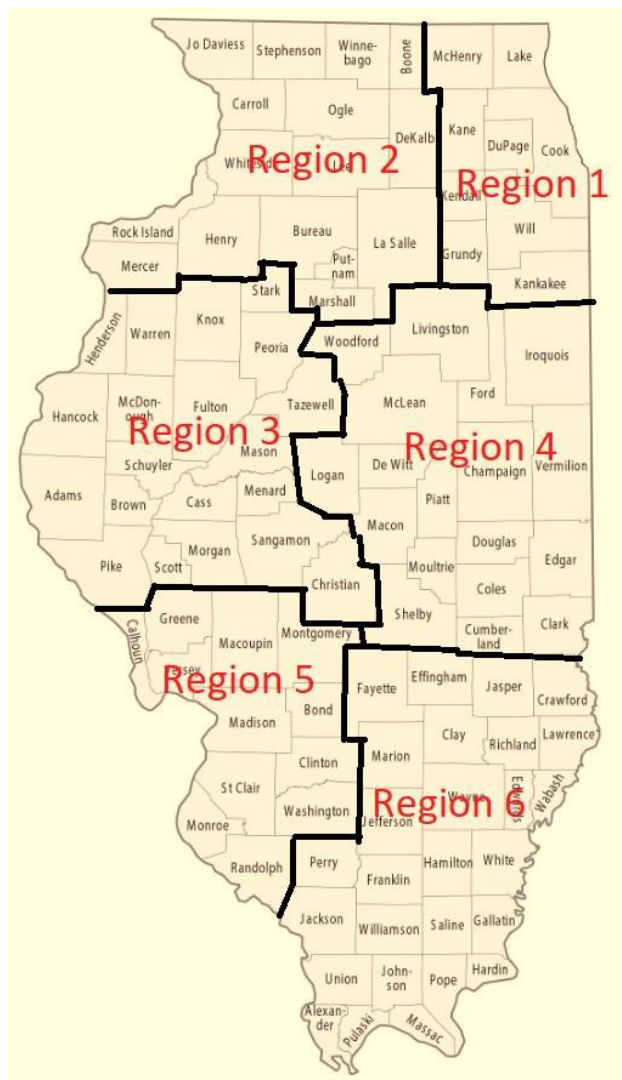 Jo Daviess
Stephenson
Winne-
bago
Boone
McHenry
Lake
Carroll
Ogle
DeKalb
Kane
DuPage
Cook
Whiteside
Lee
Region 2
Region 1
Kendall
Rock Island
Henry
Bureau
La Salle
Will
Mercer
Put-
nam
Grundy
Kankakee
Stark
Marshall
Henderson
Warren
Knox
Peoria
Woodford
Livingston
Iroquois
Hancock
McDon-
ough
Fulton
Tazewell
McLean
Ford
Region 3
Region 4
Mason
Schuyler
Logan
De Witt
Champaign
Vermilion
Adams
Brown
Cass
Menard
Piatt
Macon
Pike
Scott
Morgan
Sangamon
Christian
Moultrie
Douglas
Edgar
Coles
Shelby
Cumber-
land
Clark
Calhoun
Greene
Macoupin
Montgomery
Region 5
Fayette
Effingham
Jasper
Crawford
Madison
Bond
Clay
Richland
Lawrence
Marion
Clinton
St Clair
Washington
Wayne
Edwards
Wabash
Region 6
Jefferson
Monroe
Randolph
Perry
Hamilton
White
Franklin
Jackson
Williamson
Saline
Gallatin
Union
John-
son
Pope
Hardin
Alexan-
der
Pulaski
Massac